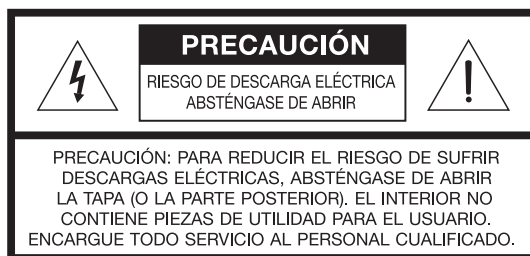 PRECAUCIÓN
RIESGO DE DESCARGA ELÉCTRICA
ABSTÉNGASE DE ABRIR
PRECAUCIÓN: PARA REDUCIR EL RIESGO DE SUFRIR
DESCARGAS ELÉCTRICAS, ABSTÉNGASE DE ABRIR
LA TAPA (O LA PARTE POSTERIOR). EL INTERIOR NO
CONTIENE PIEZAS DE UTILIDAD PARA EL USUARIO.
ENCARGUE TODO SERVICIO AL PERSONAL CUALIFICADO.